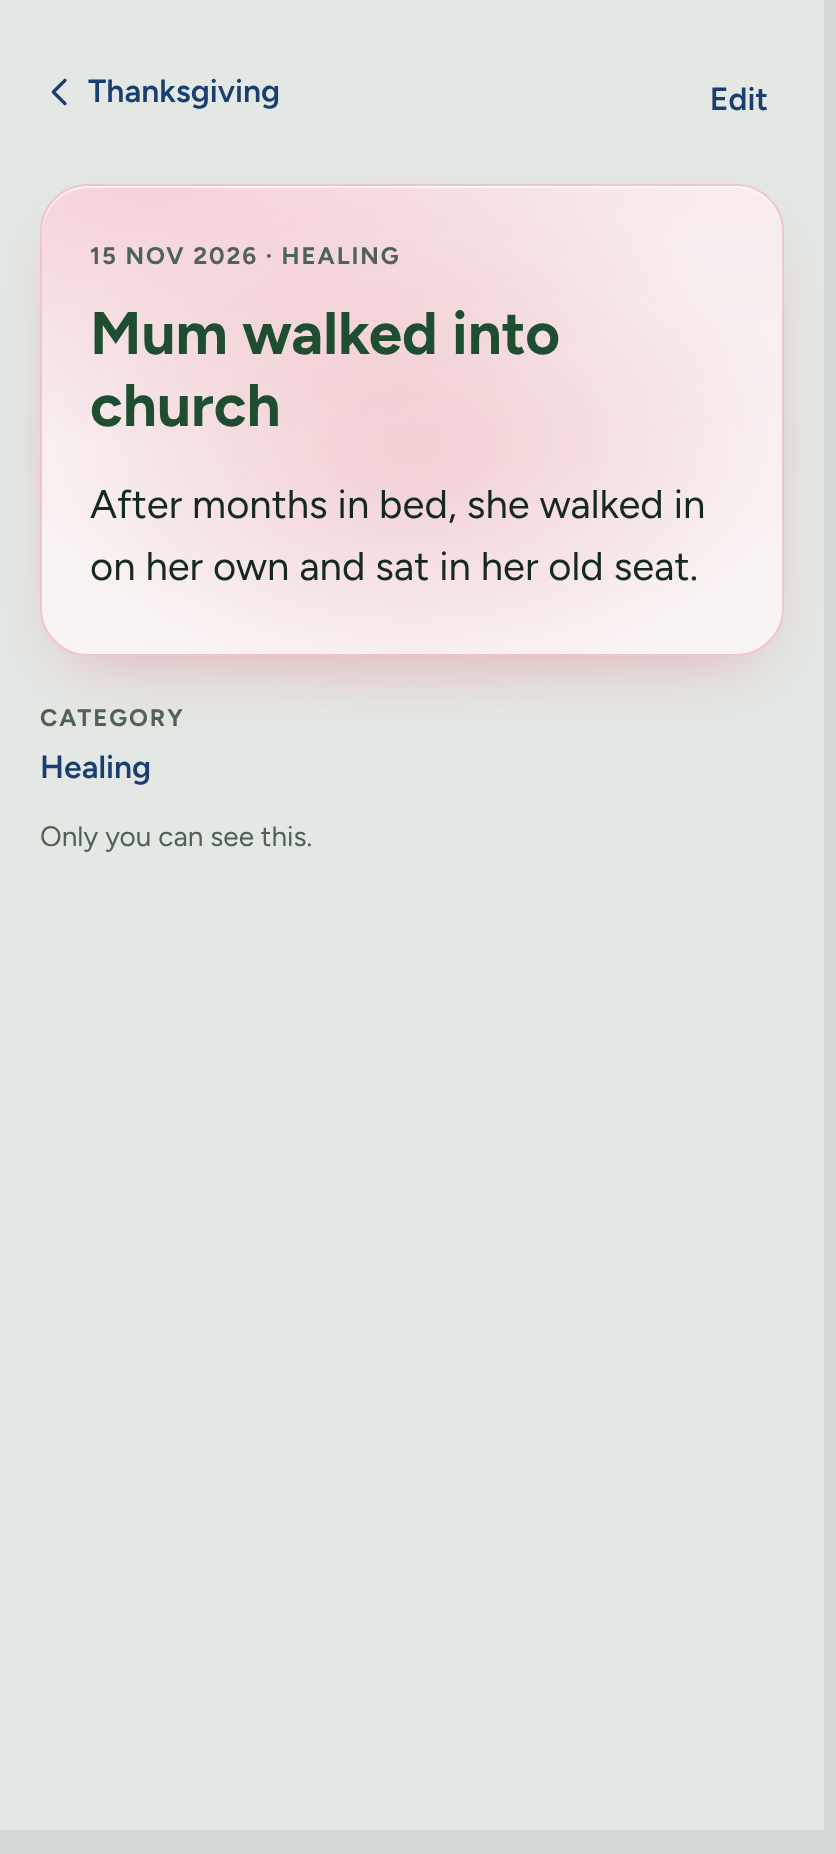 Thanksgiving
Edit
15 NOV 2026 · HEALING
Mum walked into
church
After months in bed, she walked in
on her own and sat in her old seat.
CATEGORY
Healing
Only you can see this.